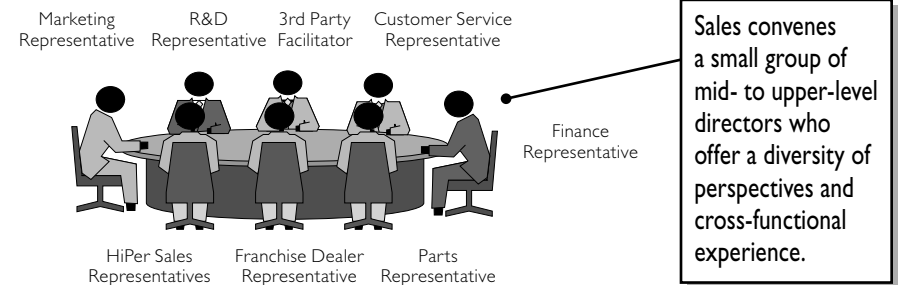 Marketing
Representative
R&D
Representative
3rd Party
Facilitator
Customer Service
Representative
Finance
Representative
HiPer Sales
Representatives
Franchise Dealer
Representative
Parts
Representative
Sales convenes
a small group of
mid- to upper-level
directors who
offer a diversity of
perspectives and
cross-functional
experience.